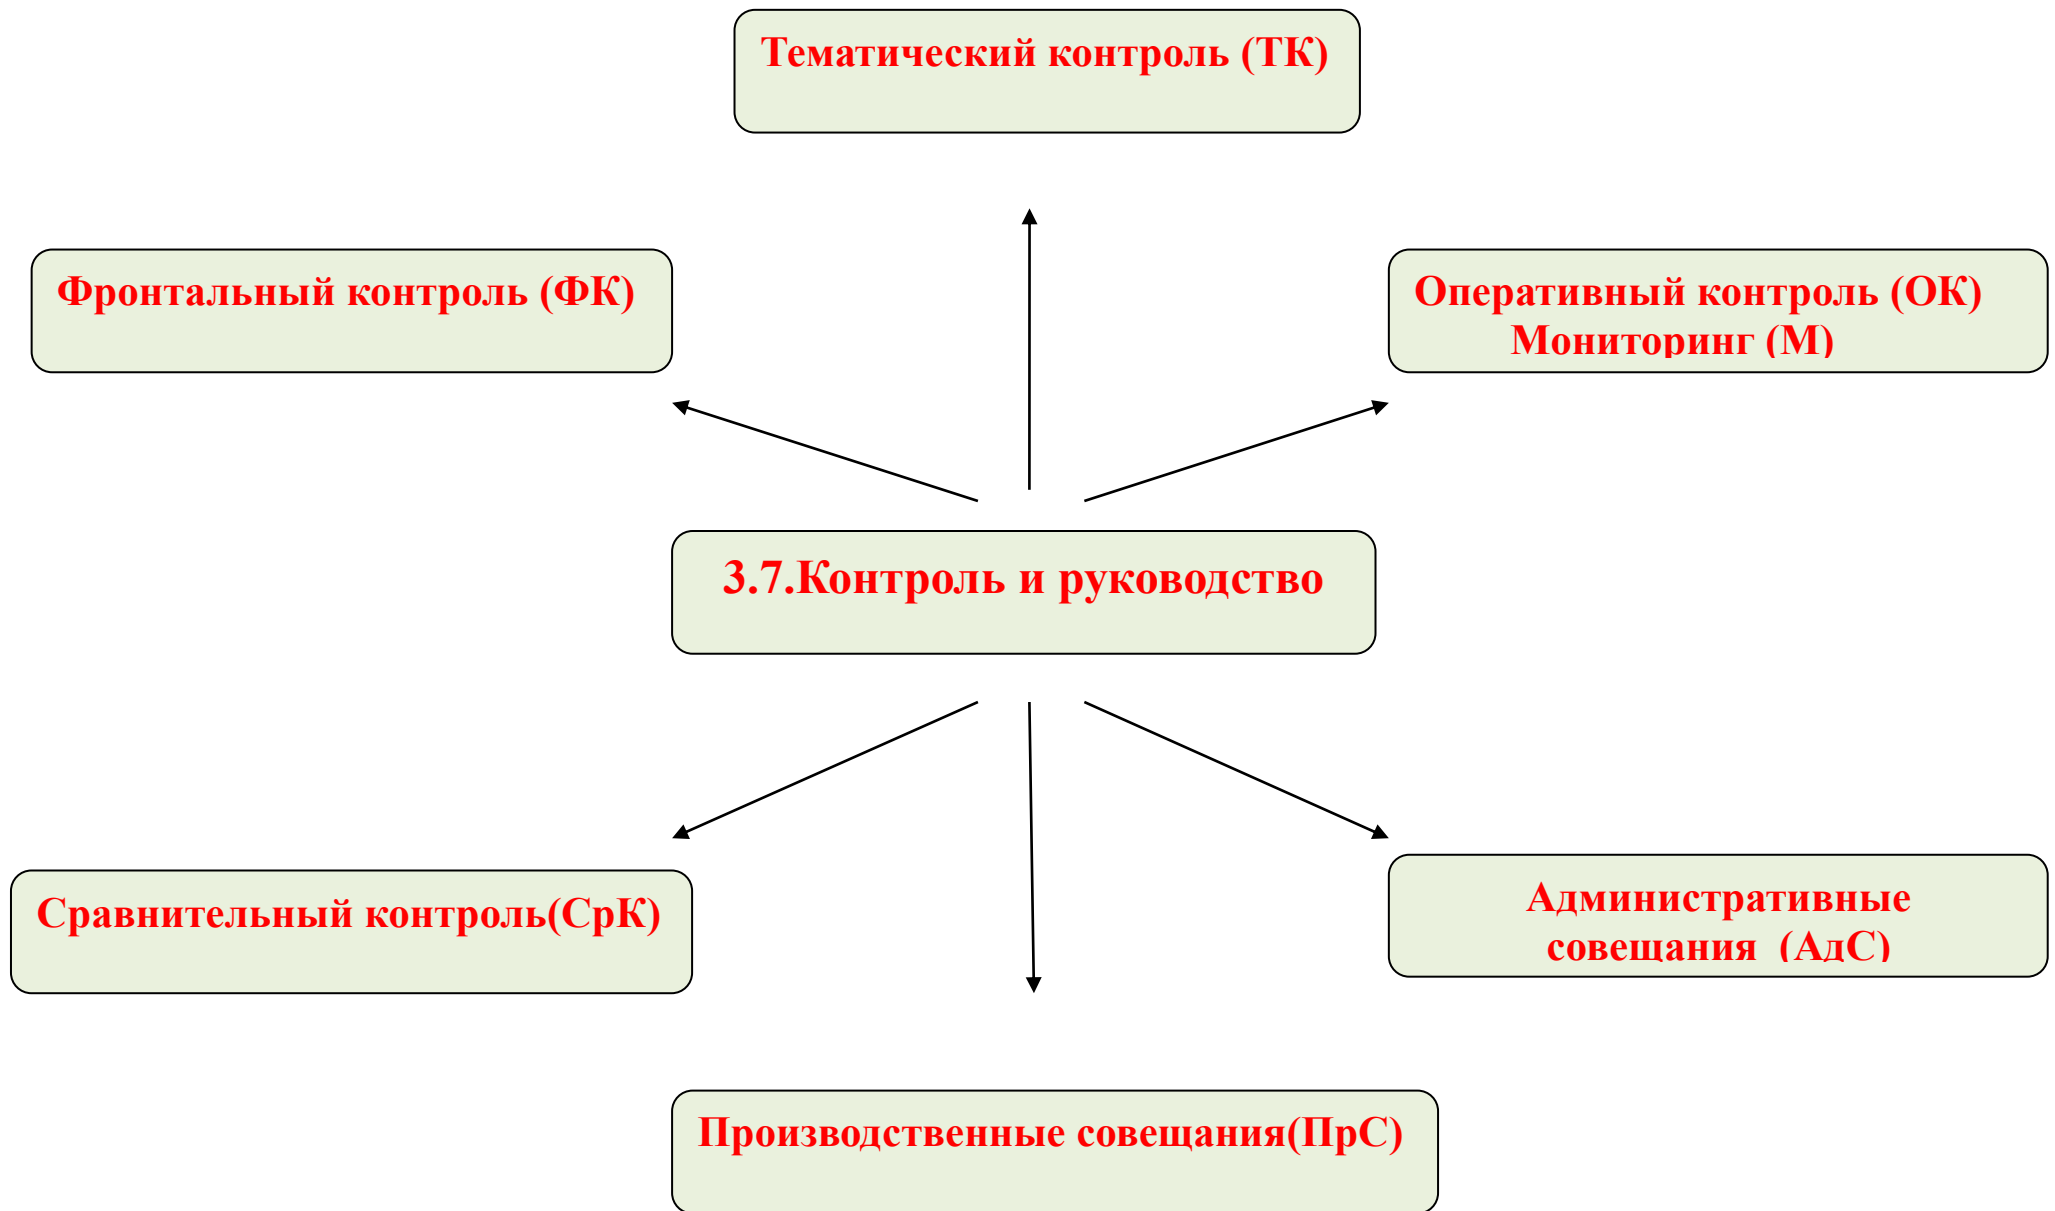 Тематический контроль (ТК)
Фронтальный контроль (ФК)
Оперативный контроль (ОК)
Мониторинг (М)
3.7.Контроль и руководство
Сравнительный контроль(СрК)
Административные
совещания  (АдС)
Производственные совещания(ПрС)